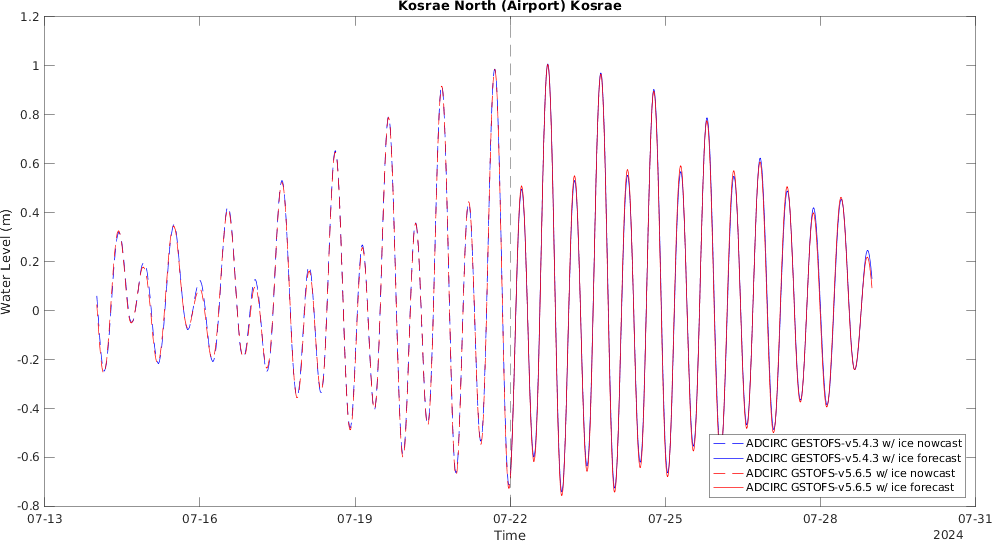 Kosrae North (Airport) Kosrae
Water Level (m)
1.2
1
0.8
0.6
0.4
0.2
0
-0.2
-0.4
-0.6
-0.8
ADCIRC GESTOFS-v5.4.3 w/ ice nowcast
ADCIRC GESTOFS-v5.4.3 w/ ice forecast
ADCIRC GSTOFS-v5.6.5 w/ ice nowcast
ADCIRC GSTOFS-v5.6.5 w/ ice forecast
07-13 07-16 07-19 07-22 07-25 07-28 07-31
Time
2024